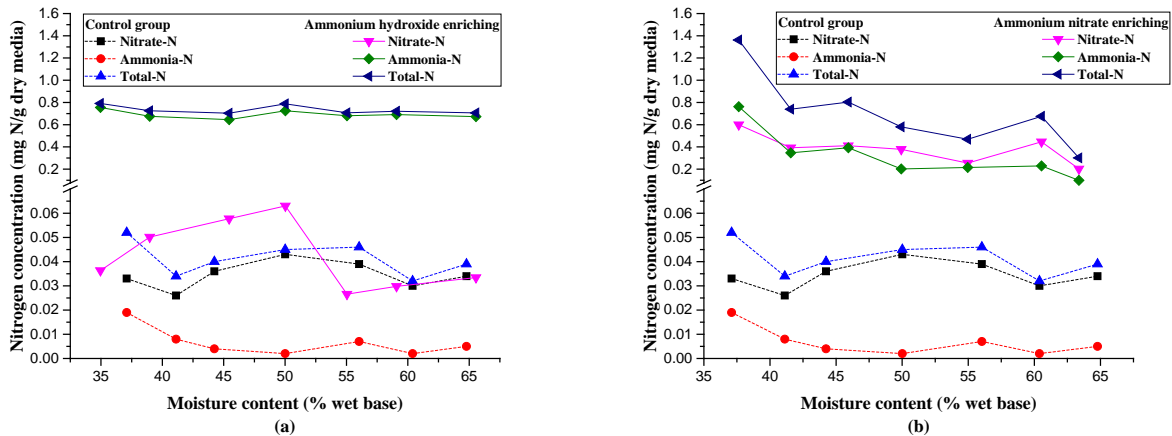 Nitrogen concentration (mg N/g dry media)
1.6
1.4
1.2
1.0
0.8
0.6
0.4
0.2
0.06
0.05
0.04
0.03
0.02
0.01
0.00
Control group Ammonium hydroxide enriching
Nitrate-N Nitrate-N
Ammonia-N Ammonia-N
Total-N Total-N
35 40 45 50 55 60 65
Moisture content (% wet base)
(a)
Nitrogen concentration (mg N/g dry media)
1.6
1.4
1.2
1.0
0.8
0.6
0.4
0.2
0.06
0.05
0.04
0.03
0.02
0.01
0.00
Control group Ammonium nitrate enriching
Nitrate-N Nitrate-N
Ammonia-N Ammonia-N
Total-N Total-N
35 40 45 50 55 60 65
Moisture content (% wet base)
(b)